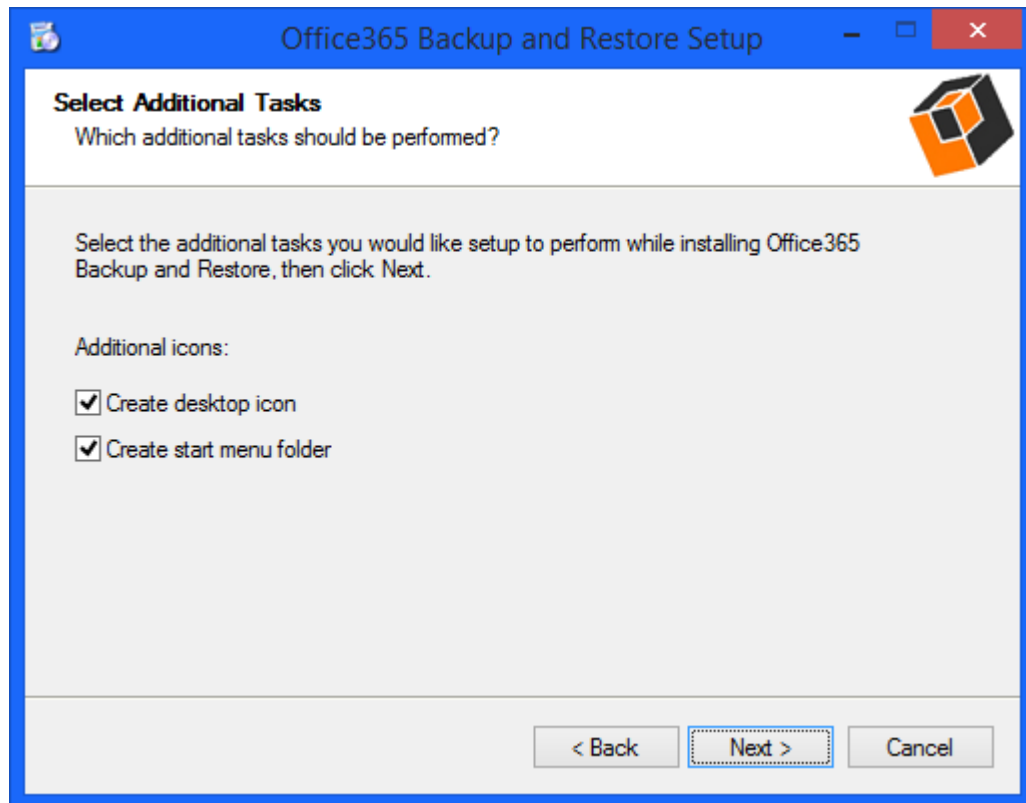 Office365 Backup and Restore Setup
Select Additional Tasks
Which additional tasks should be performed?
Select the additional tasks you would like setup to perform while installing Office365
Backup and Restore, then click Next.
Additional icons:
Create desktop icon
Create start menu folder
< Back Next > Cancel